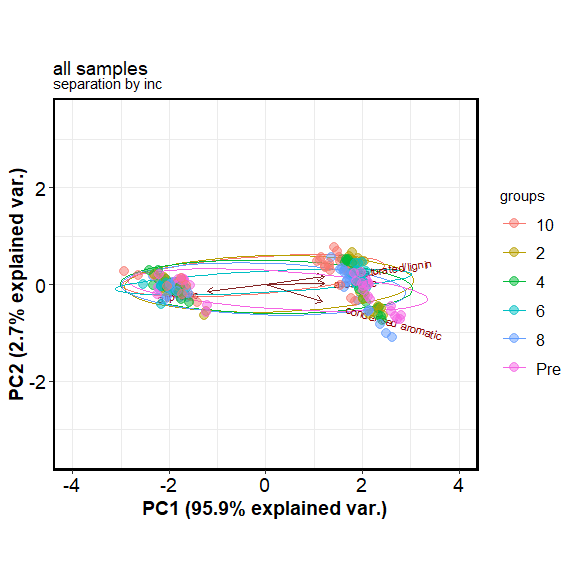 all samples
separation by inc
PC2 (2.7% explained var.)
2
0
-2
lignin
aromatic
-4
-2
0
2
4
PC1 (95.9% explained var.)
groups
10
2
4
6
8
Pre